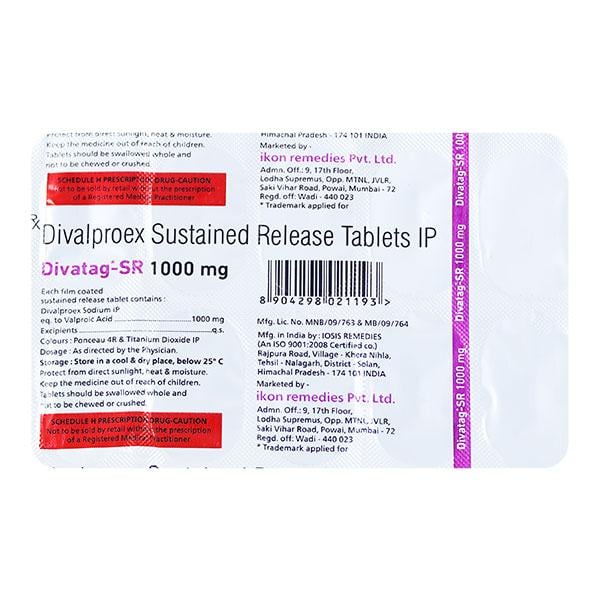 Protect from direct sunlight, heat & moisture.
Keep the medicine out of reach of children.
Tablets should be swallowed whole and
not to be chewed or crushed.
SCHEDULE H PRESCRIPTION DRUG-CAUTION
Not to be sold by retail without the prescription
of a Registered Medical Practitioner
Himachal Pradesh - 174 101 INDIA
Marketed by -
ikon remedies Pvt. Ltd.
Admn. Off.: 9, 17th Floor,
Lodha Supremus, Opp. MTNL, JVLR,
Saki Vihar Road, Powai, Mumbai - 72
Regd. off: Wadi - 440 023
* Trademark applied for
Rx
Divalproex Sustained Release Tablets IP
Divatag*-SR 1000 mg
Each film coated
sustained release tablet contains :
Divalproex Sodium IP
eq. to Valproic Acid 1000 mg
Excipients q.s.
Colours : Ponceau 4R & Titanium Dioxide IP
Dosage : As directed by the Physician.
Storage : Store in a cool & dry place, below 25° C
Protect from direct sunlight, heat & moisture.
Keep the medicine out of reach of children.
Tablets should be swallowed whole and
not to be chewed or crushed.
SCHEDULE H PRESCRIPTION DRUG-CAUTION
Not to be sold by retail without the prescription
of a Registered Medical Practitioner
8 904298 021193 >
Mfg. Lic. No. MNB/09/763 & MB/09/764
Mfg. in India by : IOSIS REMEDIES
(An ISO 9001:2008 Certified co.)
Rajpura Road, Village - Khera Nihla,
Tehsil - Nalagarh, District - Solan,
Himachal Pradesh - 174 101 INDIA
Marketed by -
ikon remedies Pvt. Ltd.
Admn. Off.: 9, 17th Floor,
Lodha Supremus, Opp. MTNL, JVLR,
Saki Vihar Road, Powai, Mumbai - 72
Regd. off: Wadi - 440 023
* Trademark applied for
Divatag-SR 100
Divatag-SR 1000 mg
Divatag-SR 1000 mg